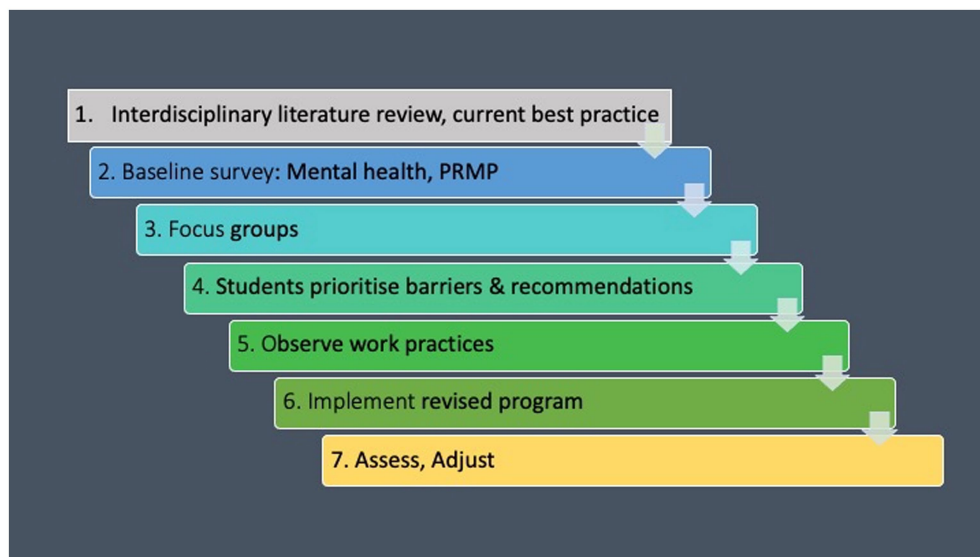 1. Interdisciplinary literature review, current best practice
2. Baseline survey: Mental health, PRMP
3. Focus groups
4. Students prioritise barriers & recommendations
5. Observe work practices
6. Implement revised program
7. Assess, Adjust